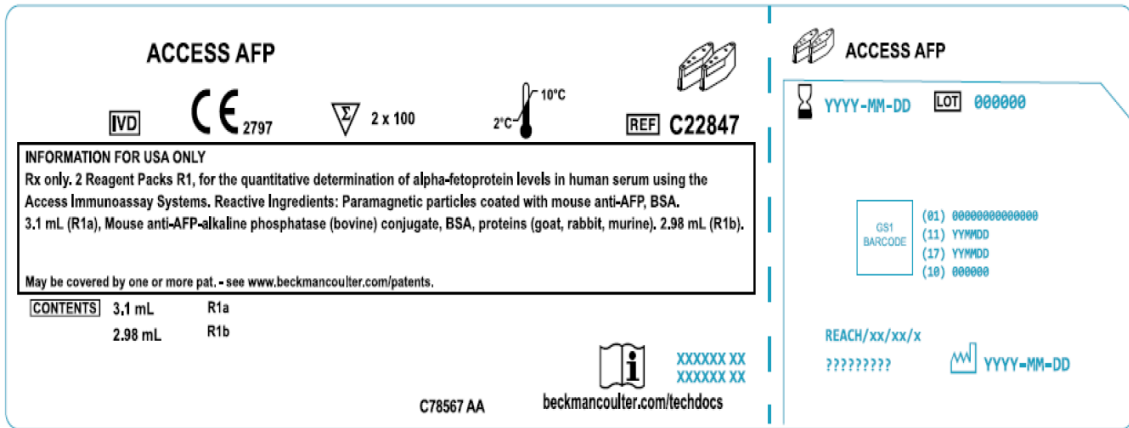 ACCESS AFP
IVD
CE 2797
Σ 2 x 100
2°C 10°C
REF C22847
INFORMATION FOR USA ONLY
Rx only. 2 Reagent Packs R1, for the quantitative determination of alpha-fetoprotein levels in human serum using the
Access Immunoassay Systems. Reactive Ingredients: Paramagnetic particles coated with mouse anti-AFP, BSA.
3.1 mL (R1a), Mouse anti-AFP-alkaline phosphatase (bovine) conjugate, BSA, proteins (goat, rabbit, murine). 2.98 mL (R1b).
May be covered by one or more pat. - see www.beckmancoulter.com/patents.
CONTENTS 3.1 mL R1a
2.98 mL R1b
i
XXXXXX XX
XXXXXX XX
C78567 AA
beckmancoulter.com/techdocs
ACCESS AFP
YYYY-MM-DD LOT 000000
GS1
BARCODE
(01) 00000000000000
(11) YYMMDD
(17) YYMMDD
(10) 000000
REACH/xx/xx/x
?????????
YYYY-MM-DD